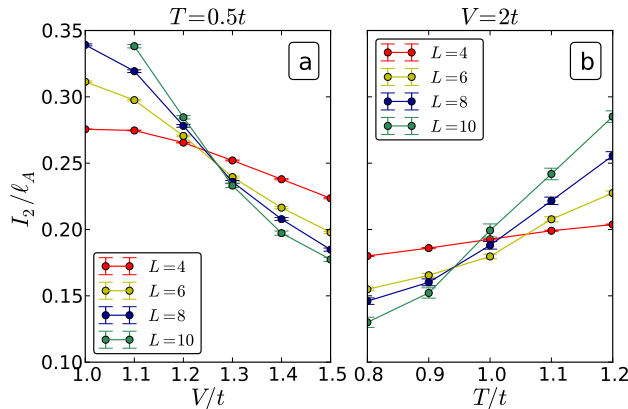 T=0.5t
V=2t
a
b
I₂/ℓ_A
0.35
0.30
0.25
0.20
0.15
0.10
L=4
L=6
L=8
L=10
L=4
L=6
L=8
L=10
1.0 1.1 1.2 1.3 1.4 1.5
0.8 0.9 1.0 1.1 1.2
V/t
T/t